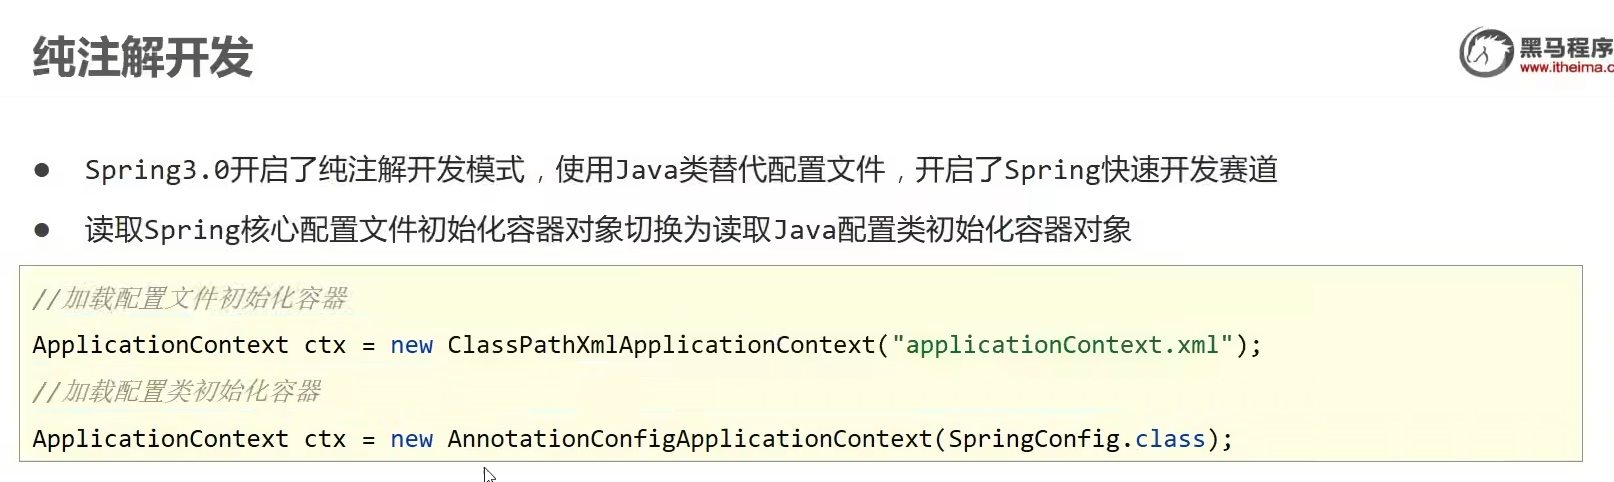 纯注解开发
黑马程序
www.itheima.c
Spring3.0开启了纯注解开发模式，使用Java类替代配置文件，开启了Spring快速开发赛道
读取Spring核心配置文件初始化容器对象切换为读取Java配置类初始化容器对象
//加载配置文件初始化容器
ApplicationContext ctx = new ClassPathXmlApplicationContext("applicationContext.xml");
//加载配置类初始化容器
ApplicationContext ctx = new AnnotationConfigApplicationContext(SpringConfig.class);